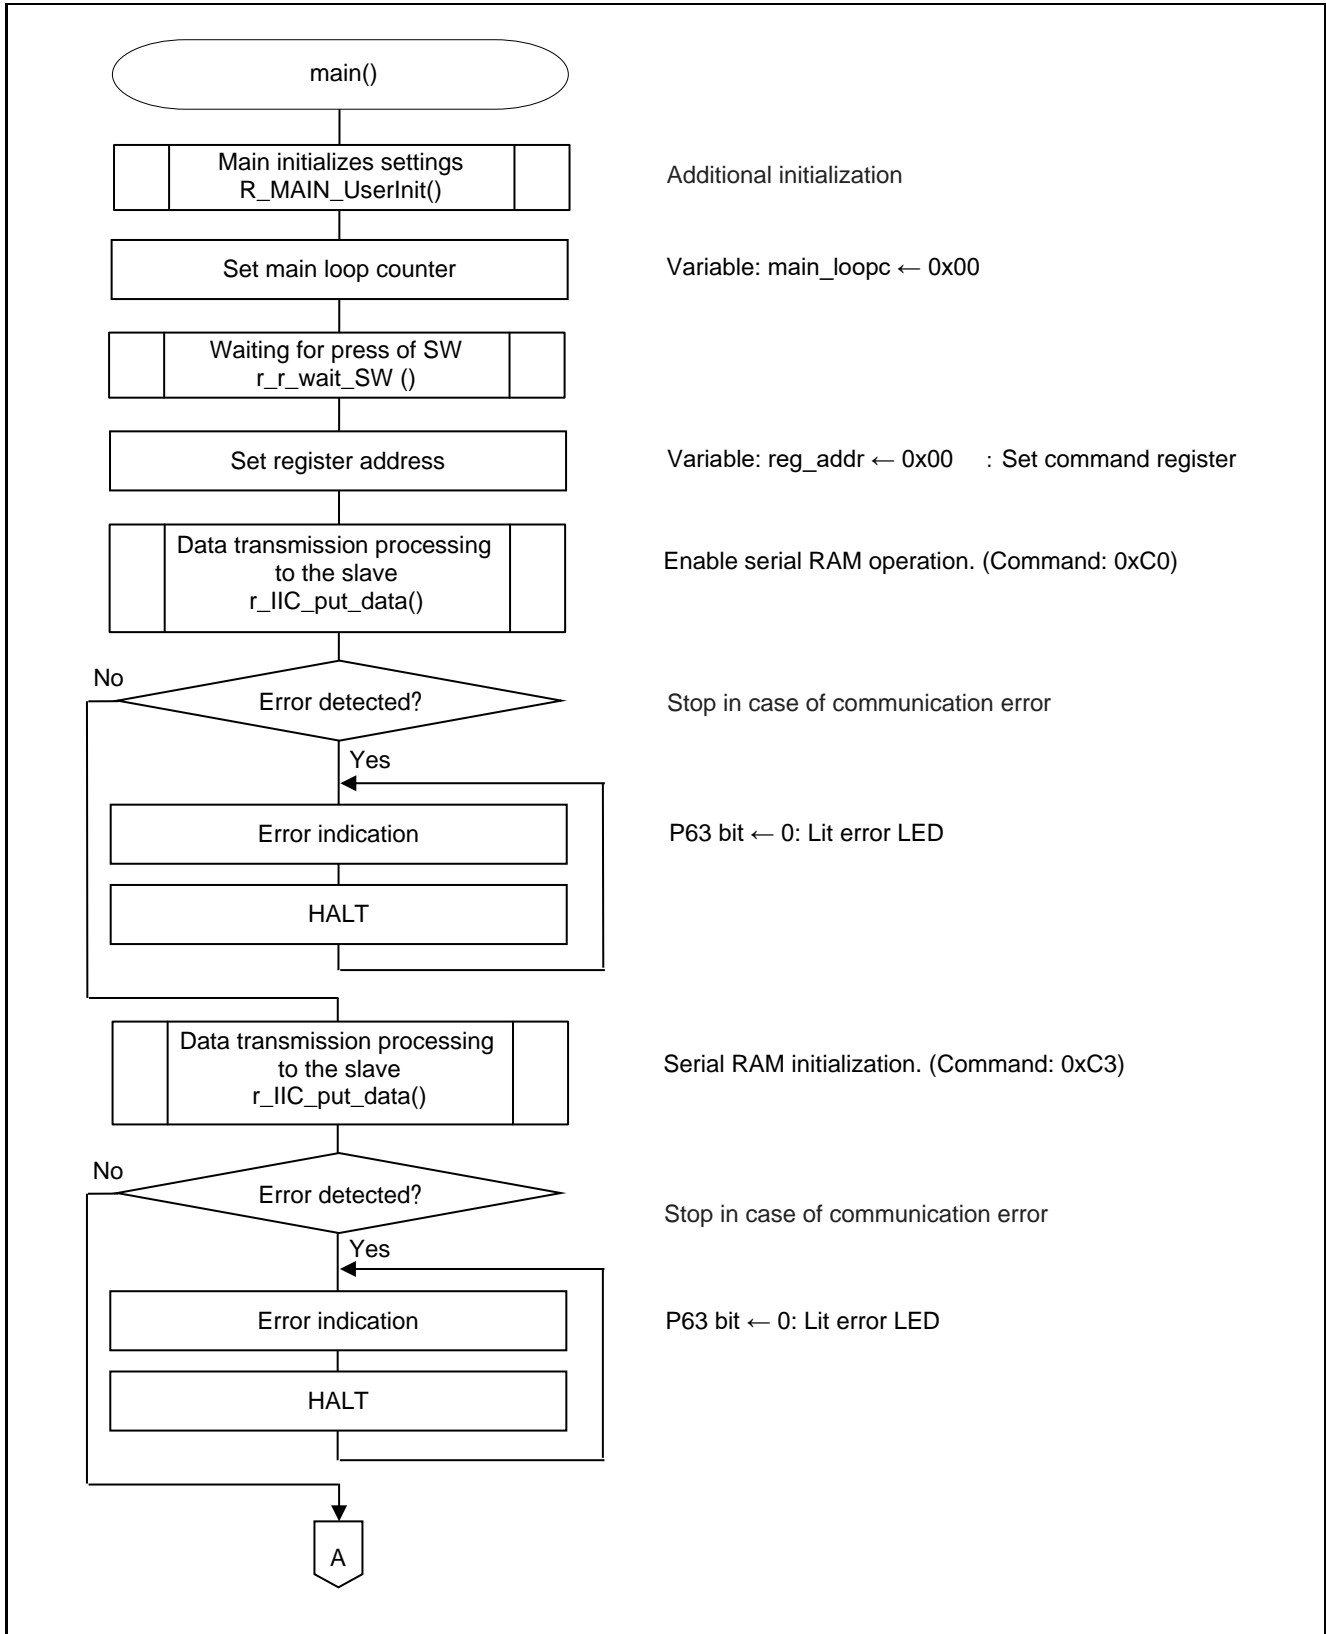 main()
Main initializes settings
R_MAIN_UserInit()
Additional initialization
Set main loop counter
Variable: main_loopc ← 0x00
Waiting for press of SW
r_r_wait_SW ()
Set register address
Variable: reg_addr ← 0x00 : Set command register
Data transmission processing
to the slave
r_IIC_put_data()
Enable serial RAM operation. (Command: 0xC0)
No
Error detected?
Stop in case of communication error
Yes
Error indication
P63 bit ← 0: Lit error LED
HALT
Data transmission processing
to the slave
r_IIC_put_data()
Serial RAM initialization. (Command: 0xC3)
No
Error detected?
Stop in case of communication error
Yes
Error indication
P63 bit ← 0: Lit error LED
HALT
A